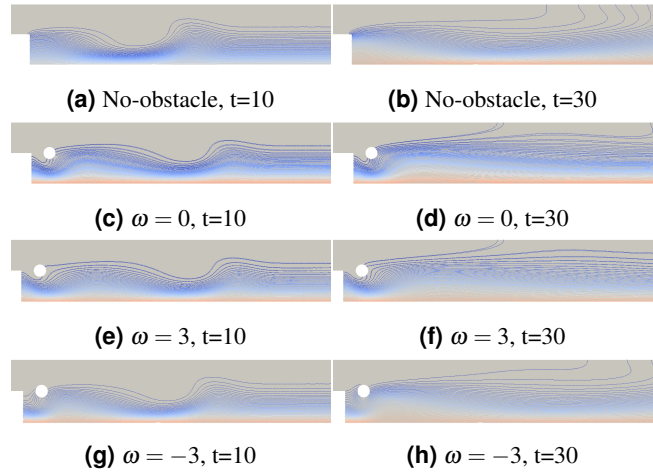 (a) No-obstacle, t=10
(b) No-obstacle, t=30
(c) ω = 0, t=10
(d) ω = 0, t=30
(e) ω = 3, t=10
(f) ω = 3, t=30
(g) ω = −3, t=10
(h) ω = −3, t=30